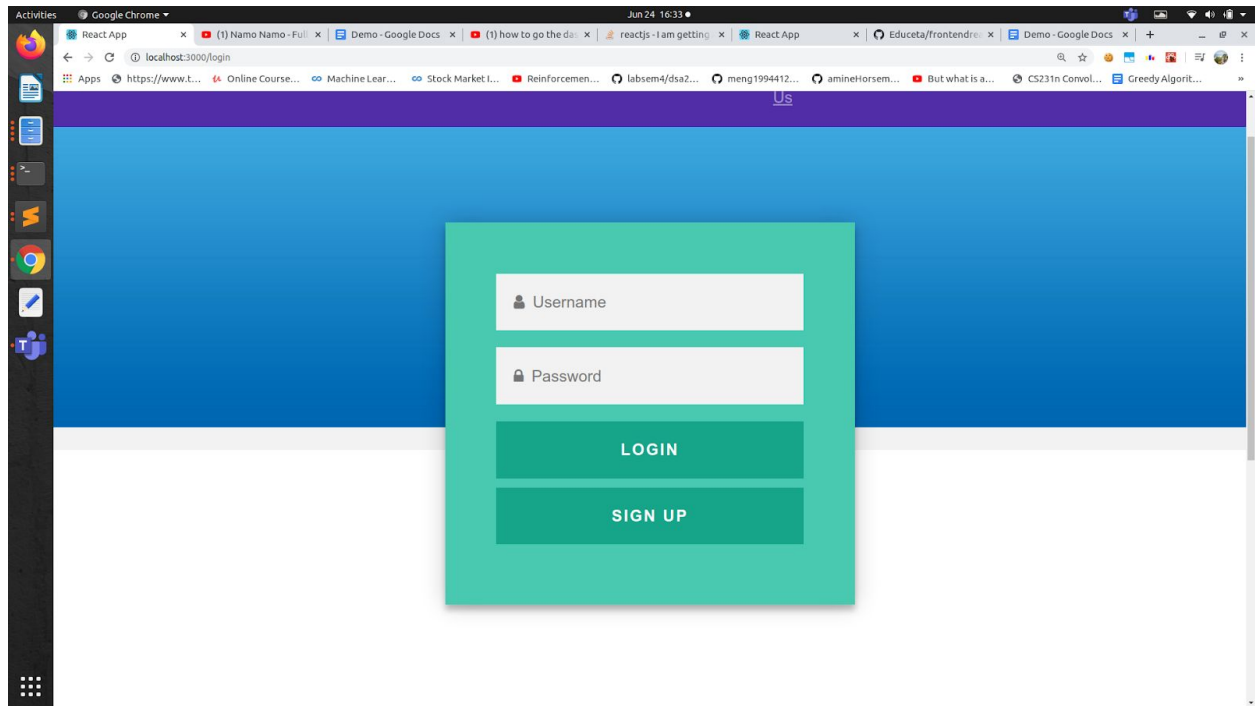 Activities Google Chrome Jun 24 16:33
React App (1) Namo Namo - Ful Demo - Google Docs (1) how to go the das reactjs - I am getting React App Educeta/frontendrea Demo - Google Docs
localhost:3000/login
Apps https://www.t... Online Course... Machine Lear... Stock Market I... Reinforcemen... labsem4/dsa2... meng1994412... amineHorsem... But what is a... CS231n Convol... Greedy Algorit... »
Us
Username
Password
LOGIN
SIGN UP